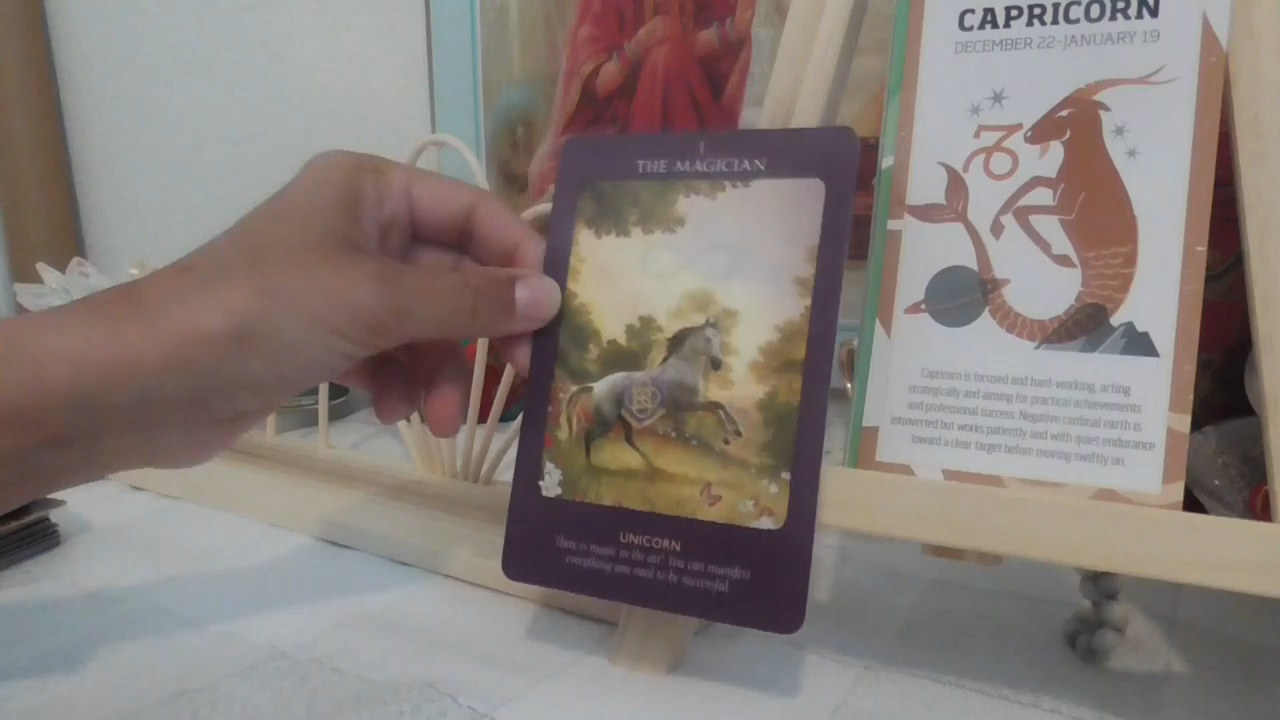 I
THE MAGICIAN
UNICORN
There is magic in the air! You can manifest
everything you need to be successful.
CAPRICORN
DECEMBER 22-JANUARY 19
Capricorn is focused and hard-working, acting
strategically and aiming for practical achievements
and professional success. Negative cardinal earth is
introverted but works patiently and with quiet endurance
toward a clear target before moving swiftly on.